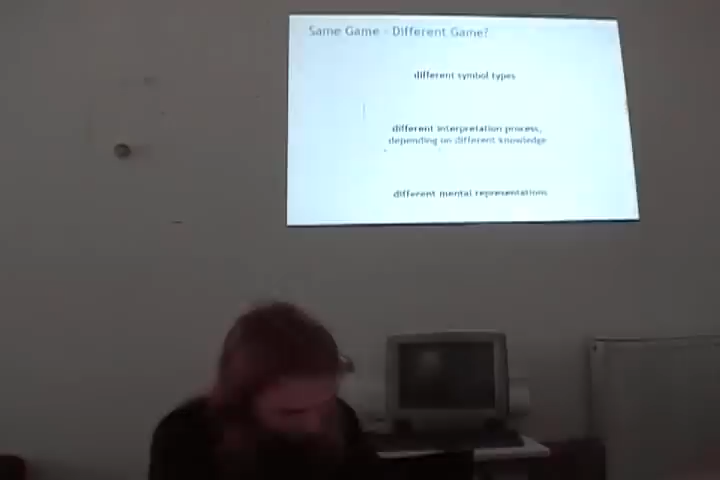 Same Game - Different Game?
different symbol types
different interpretation process,
depending on different knowledge
different mental representations